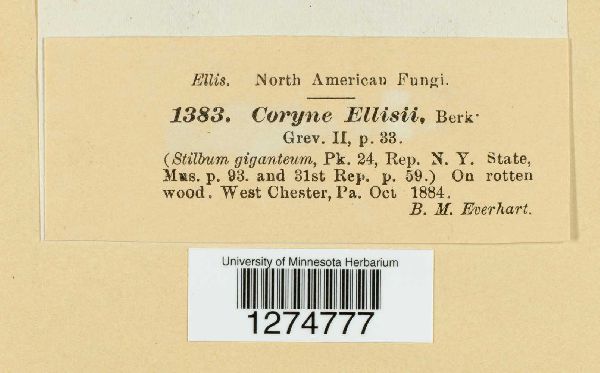 Ellis. North American Fungi.
1383. Coryne Ellisii, Berk.
Grev. II, p. 33.
(Stilbum giganteum, Pk. 24, Rep. N. Y. State,
Mus. p. 93. and 31st Rep. p. 59.) On rotten
wood. West Chester, Pa. Oct 1884.
B. M. Everhart.
University of Minnesota Herbarium
1274777